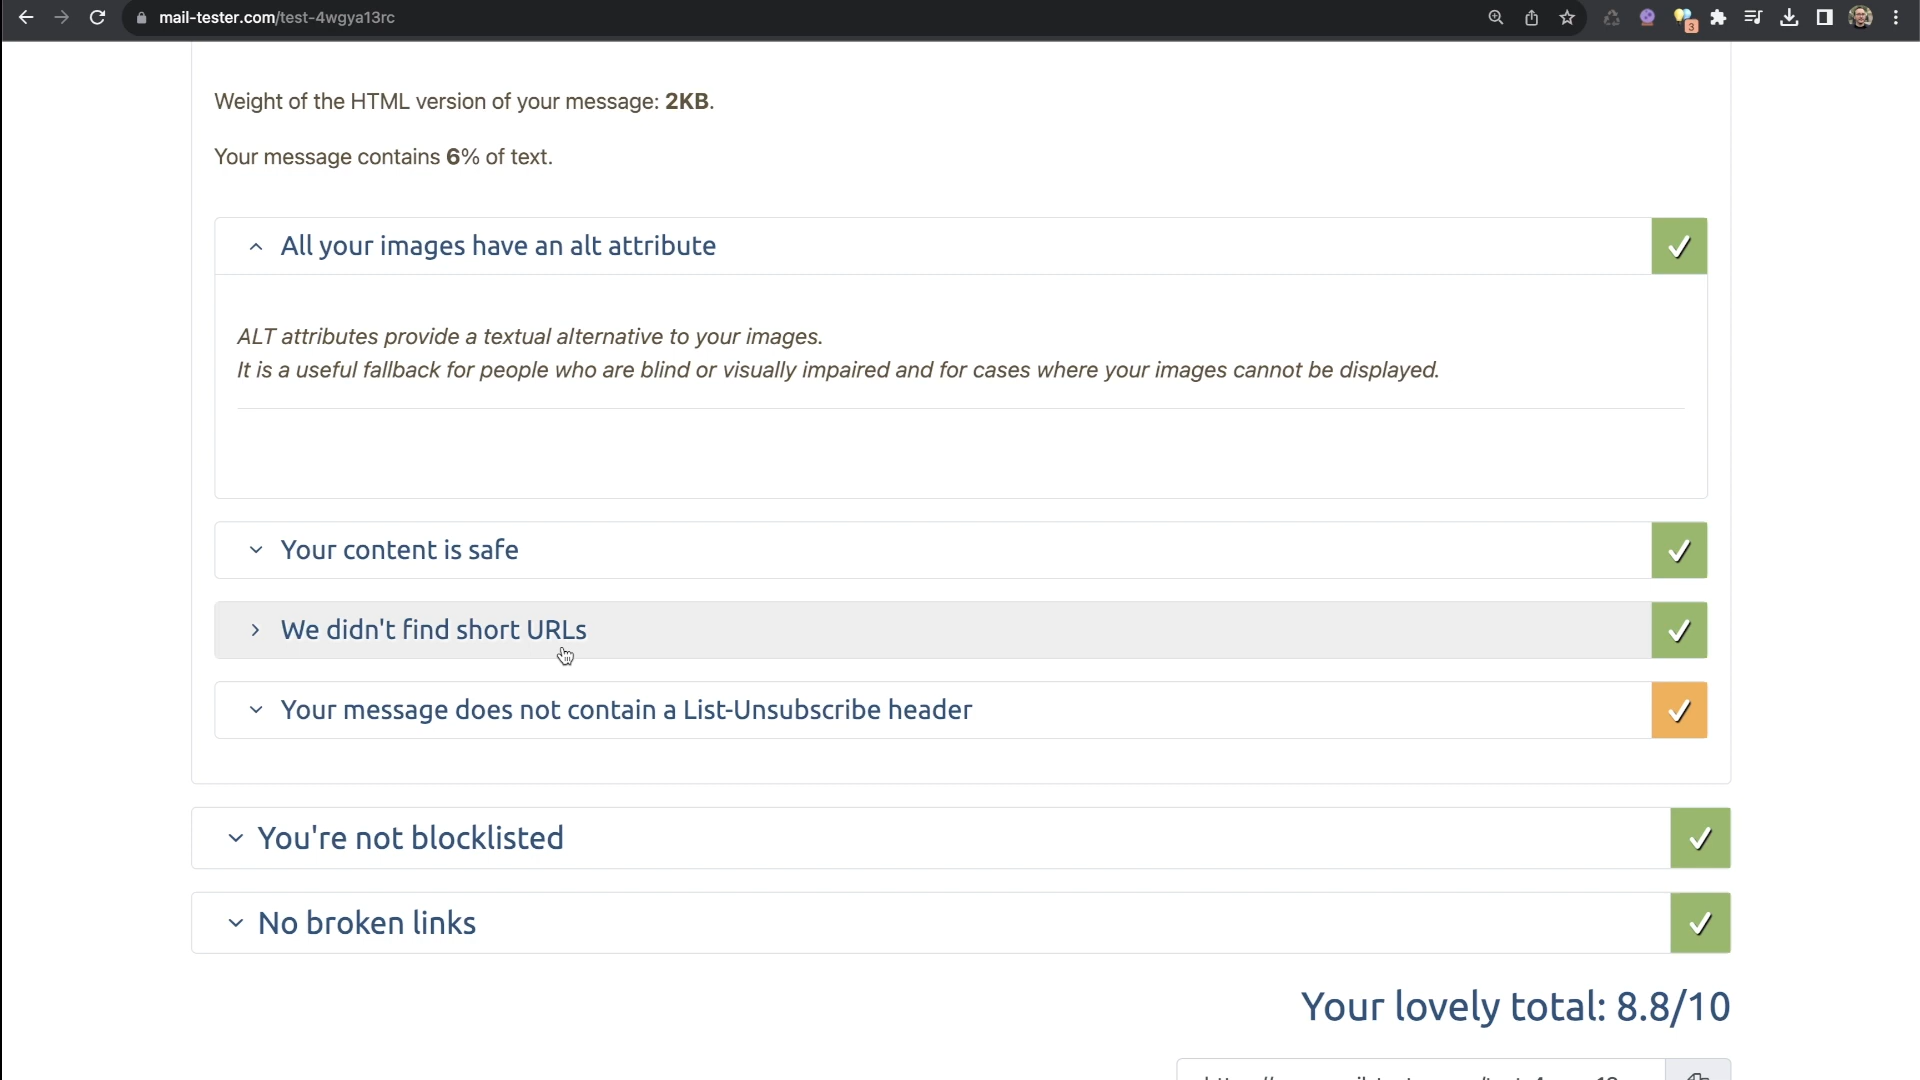 mail-tester.com/test-4wgya13rc
3
Weight of the HTML version of your message: 2KB.
Your message contains 6% of text.
All your images have an alt attribute
ALT attributes provide a textual alternative to your images.
It is a useful fallback for people who are blind or visually impaired and for cases where your images cannot be displayed.
Your content is safe
We didn't find short URLs
Your message does not contain a List-Unsubscribe header
You're not blocklisted
No broken links
Your lovely total: 8.8/10